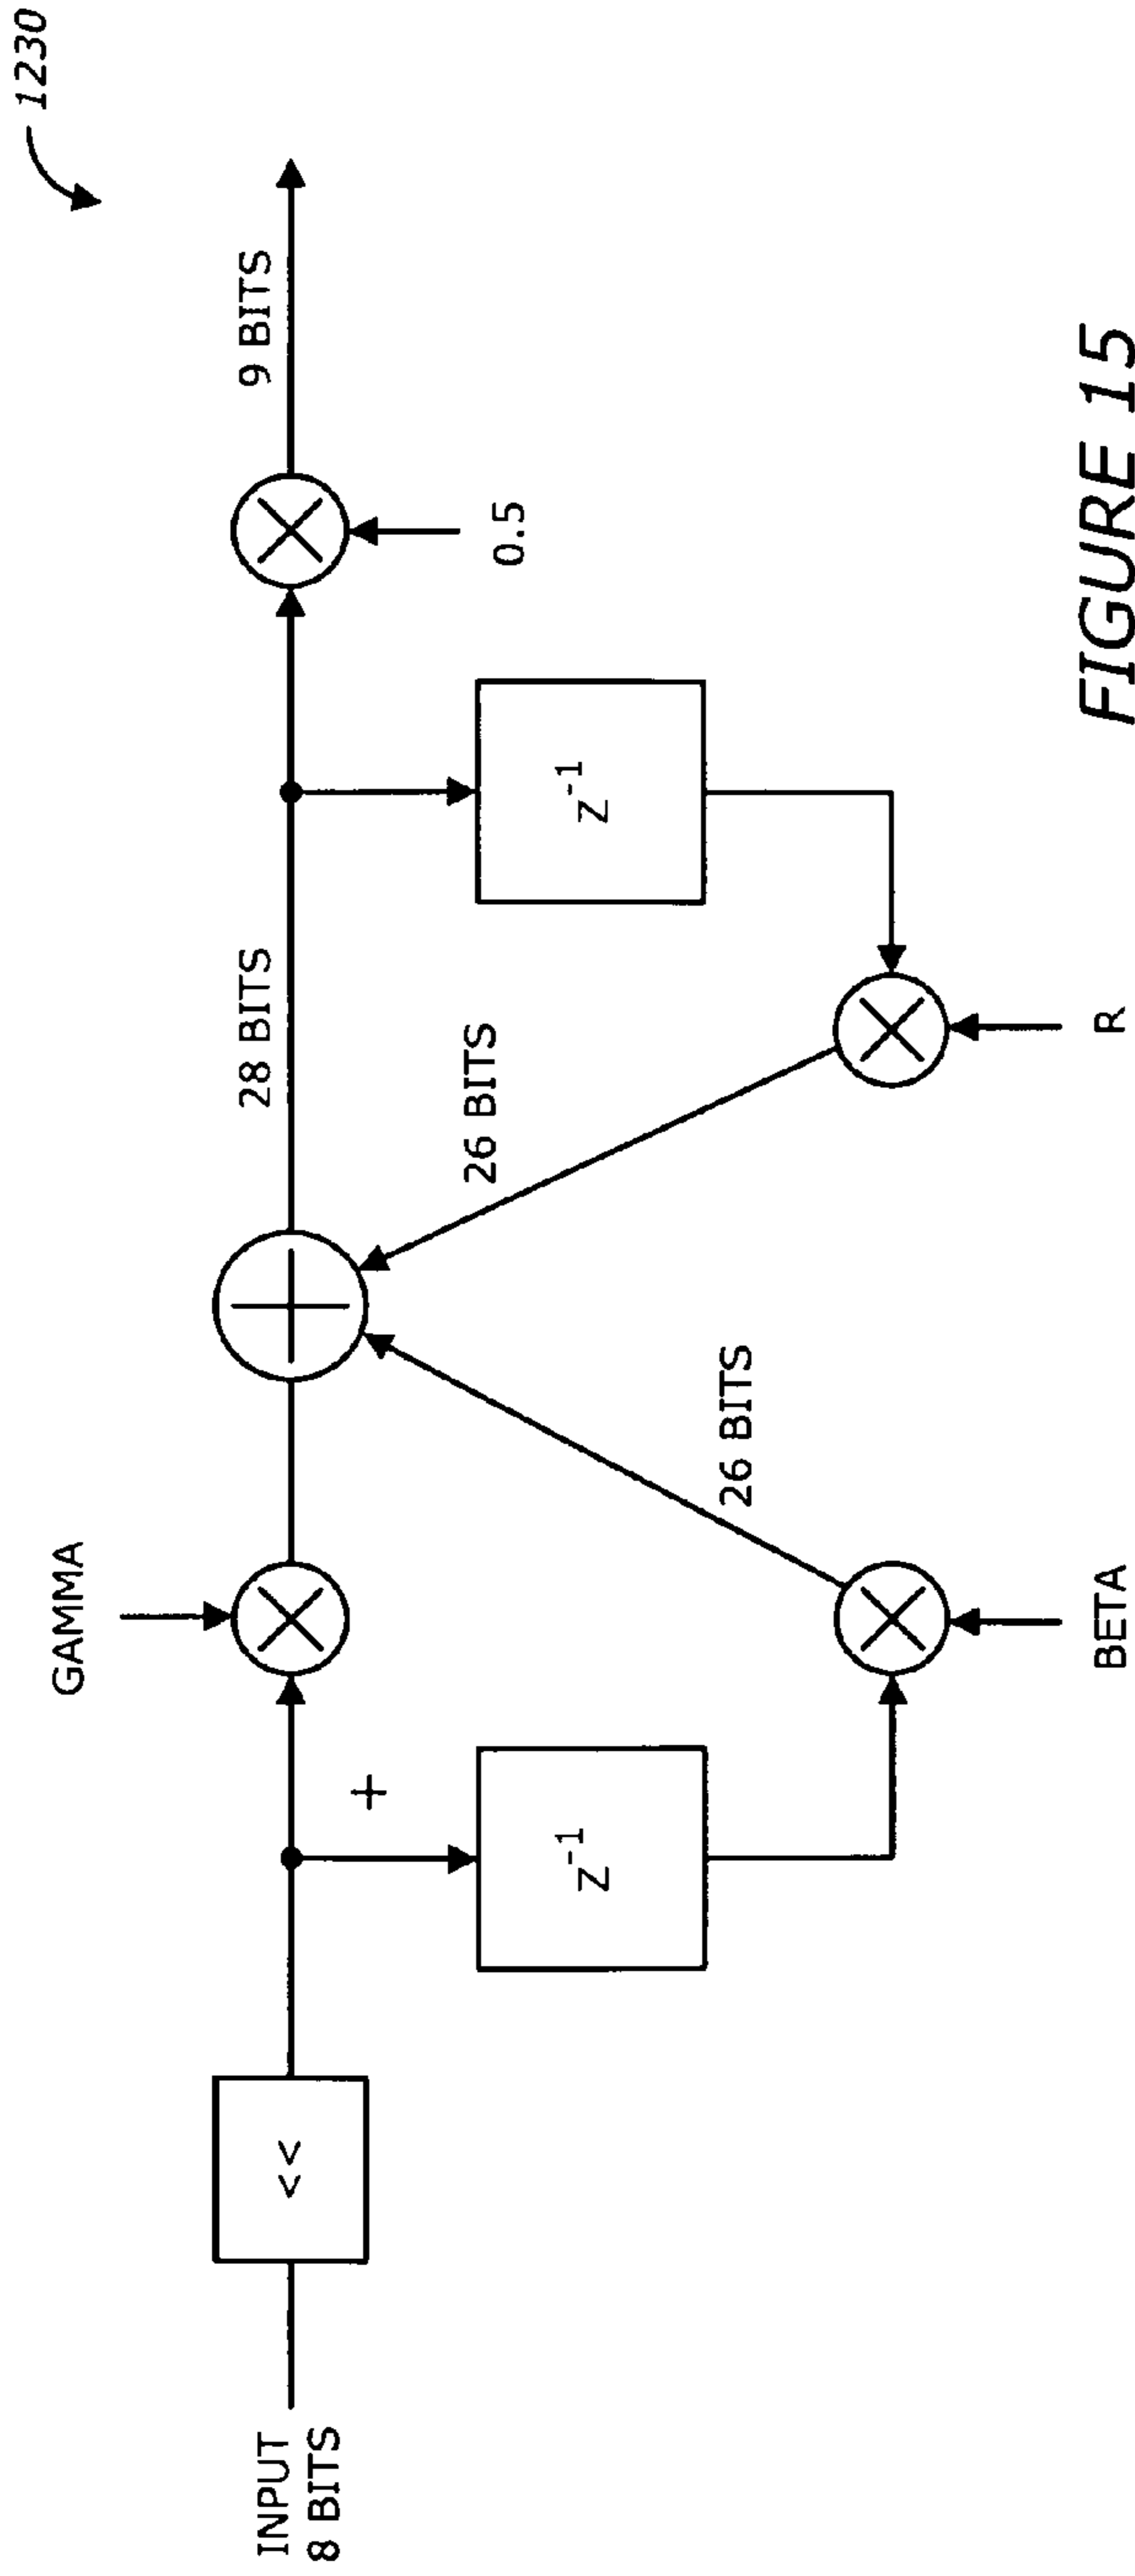 1230
GAMMA
INPUT
8 BITS
<<
+
Z-1
BETA
26 BITS
28 BITS
26 BITS
Z-1
R
0.5
9 BITS
FIGURE 15